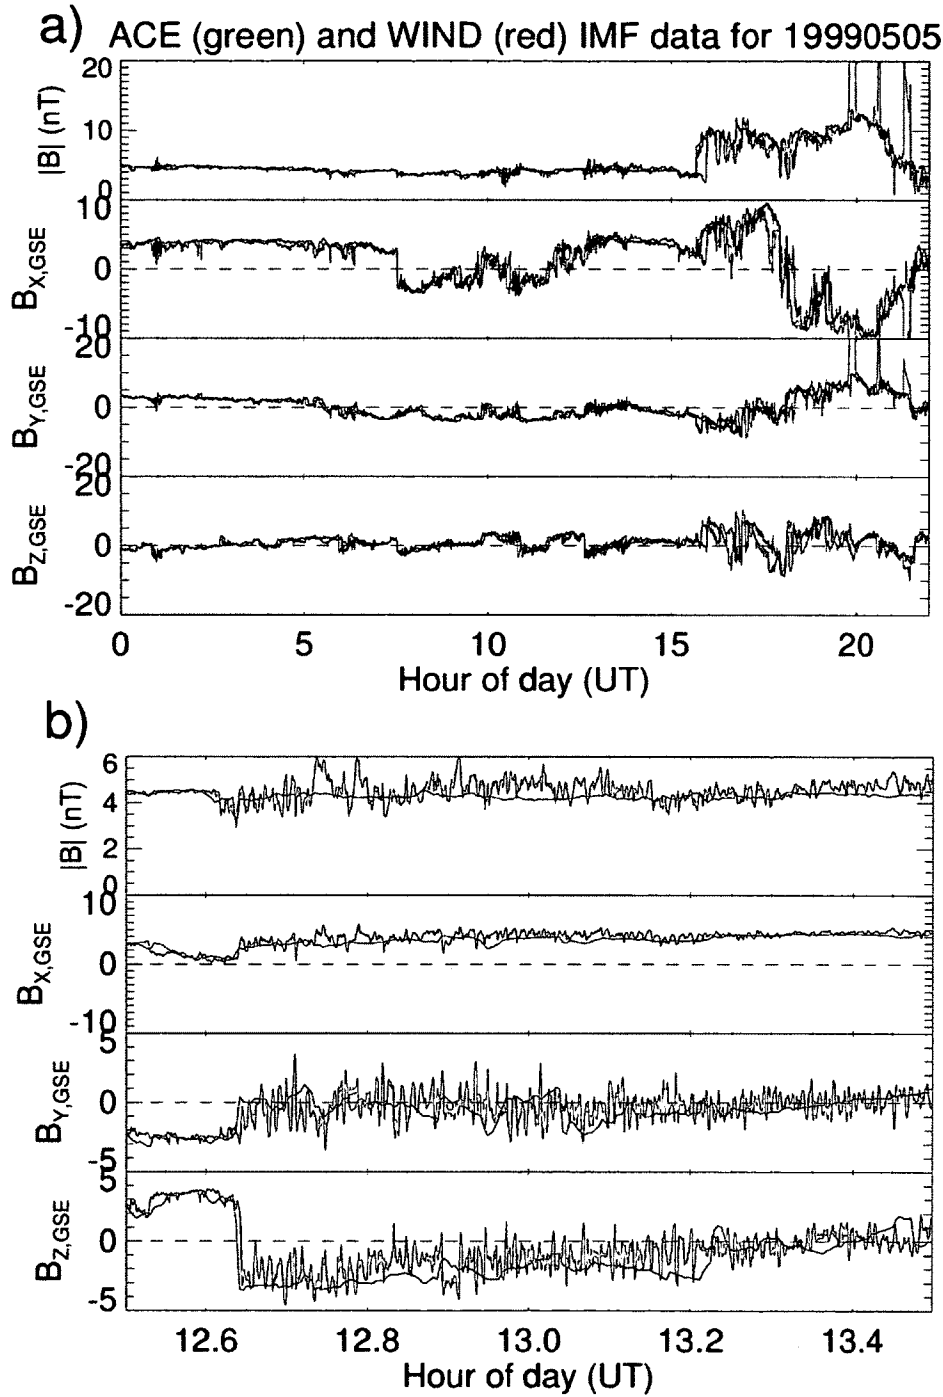 a) ACE (green) and WIND (red) IMF data for 19990505
20
|B| (nT)
10
0
10
B_X,GSE
0
-10
20
B_Y,GSE
0
-20
20
B_Z,GSE
0
-20
0 5 10 15 20
Hour of day (UT)
b)
6
|B| (nT)
4
2
0
10
B_X,GSE
0
-10
5
B_Y,GSE
0
-5
5
B_Z,GSE
0
-5
12.6 12.8 13.0 13.2 13.4
Hour of day (UT)